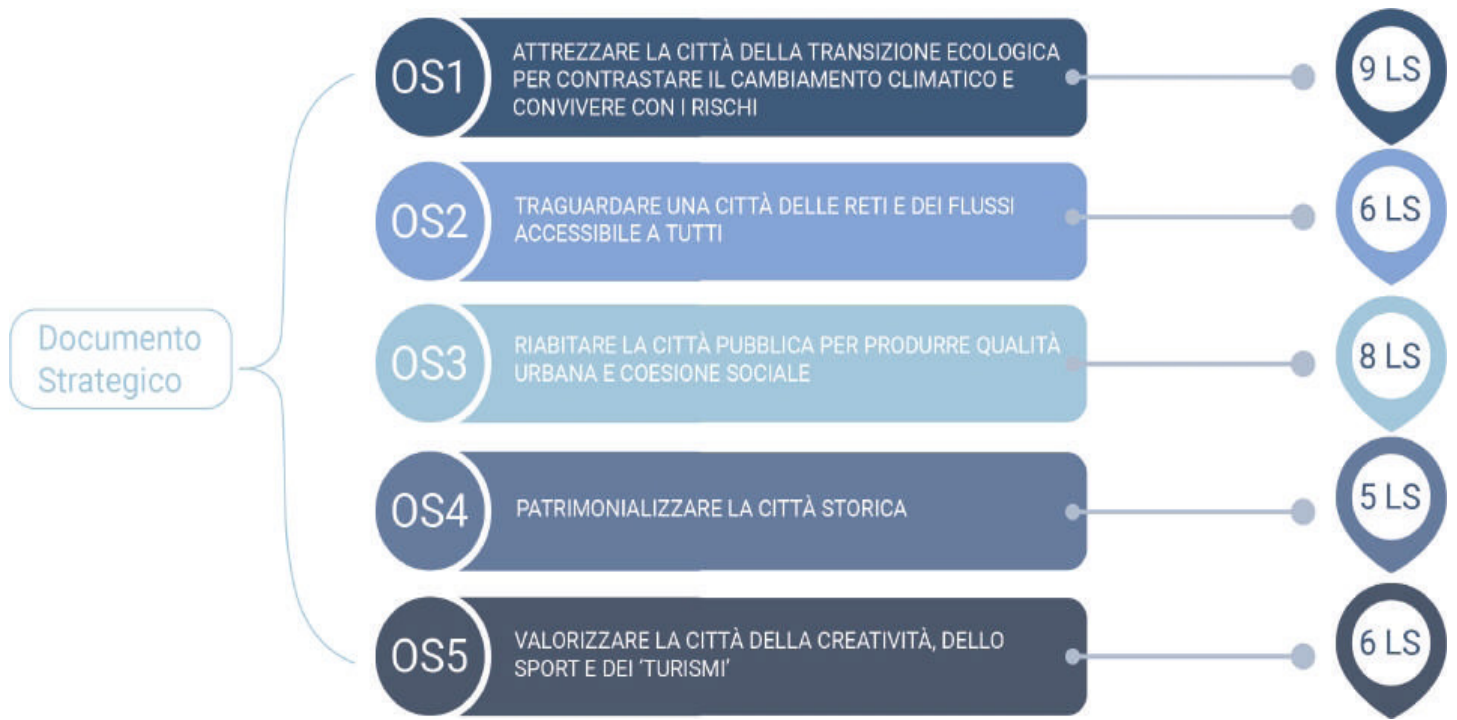 Documento
Strategico
OS1
ATTREZZARE LA CITTÀ DELLA TRANSIZIONE ECOLOGICA
PER CONTRASTARE IL CAMBIAMENTO CLIMATICO E
CONVIVERE CON I RISCHI
9 LS
OS2
TRAGUARDARE UNA CITTÀ DELLE RETI E DEI FLUSSI
ACCESSIBILE A TUTTI
6 LS
OS3
RIABITARE LA CITTÀ PUBBLICA PER PRODURRE QUALITÀ
URBANA E COESIONE SOCIALE
8 LS
OS4
PATRIMONIALIZZARE LA CITTÀ STORICA
5 LS
OS5
VALORIZZARE LA CITTÀ DELLA CREATIVITÀ, DELLO
SPORT E DEI ‘TURISMI’
6 LS